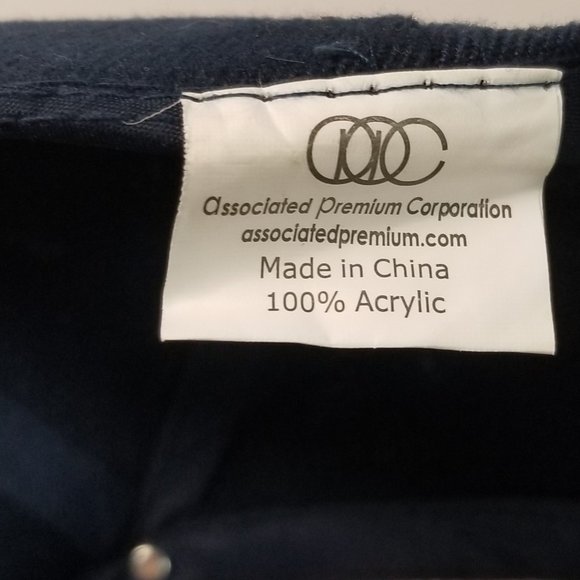 associated Premium Corporation
associatedpremium.com
Made in China
100% Acrylic